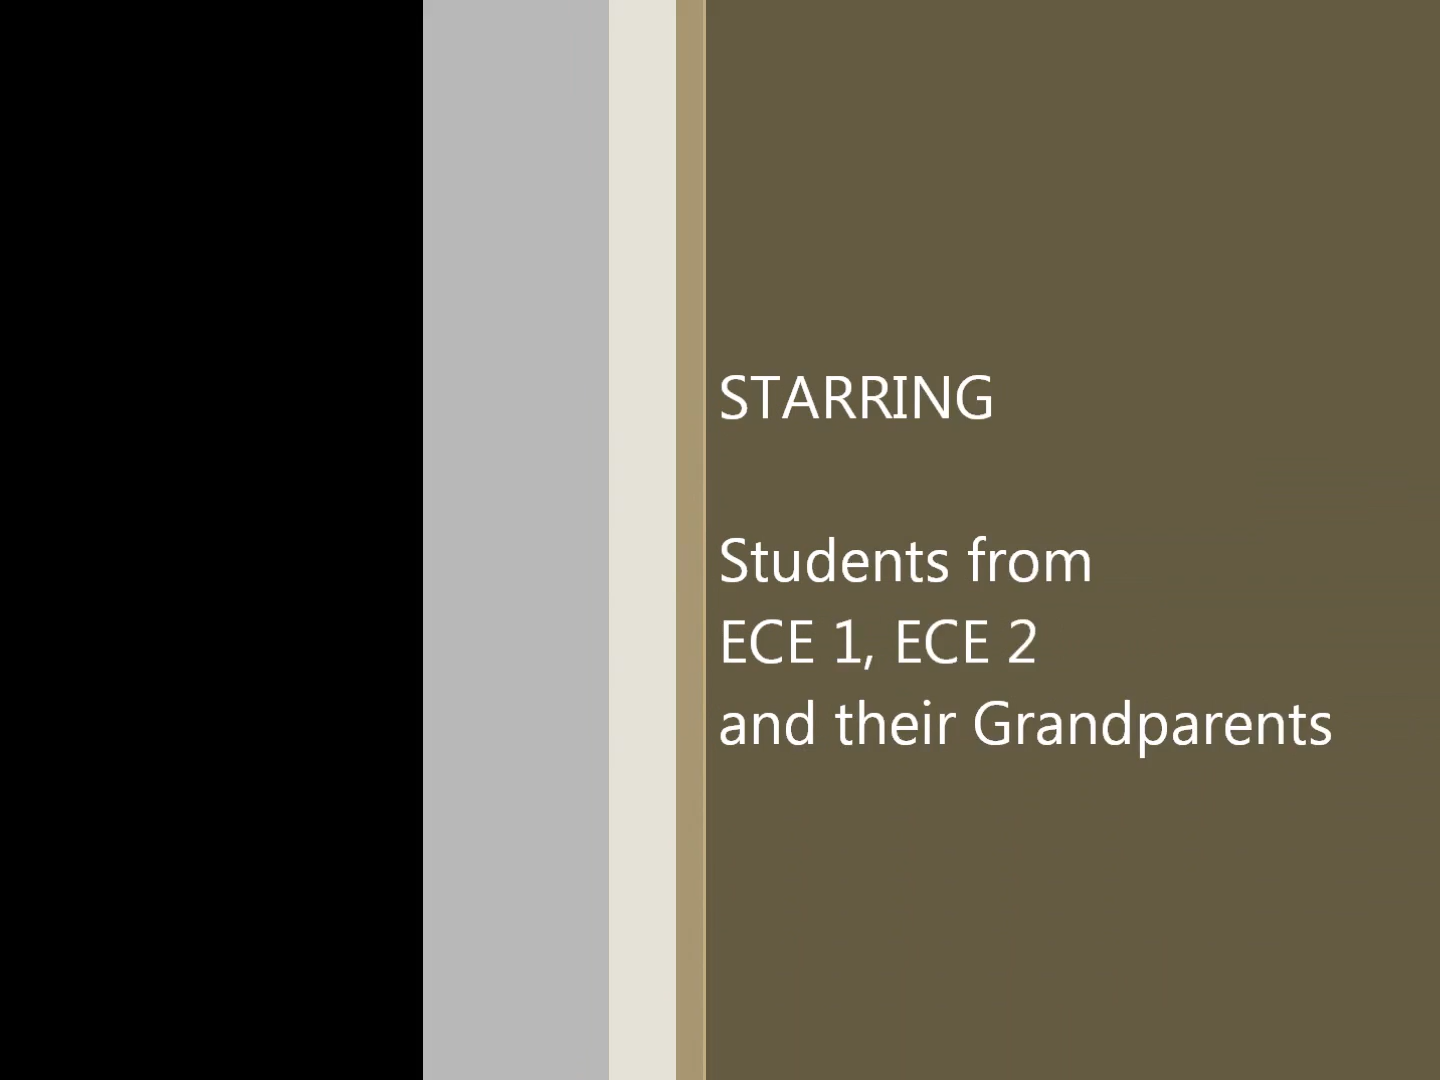 STARRING
Students from
ECE 1, ECE 2
and their Grandparents